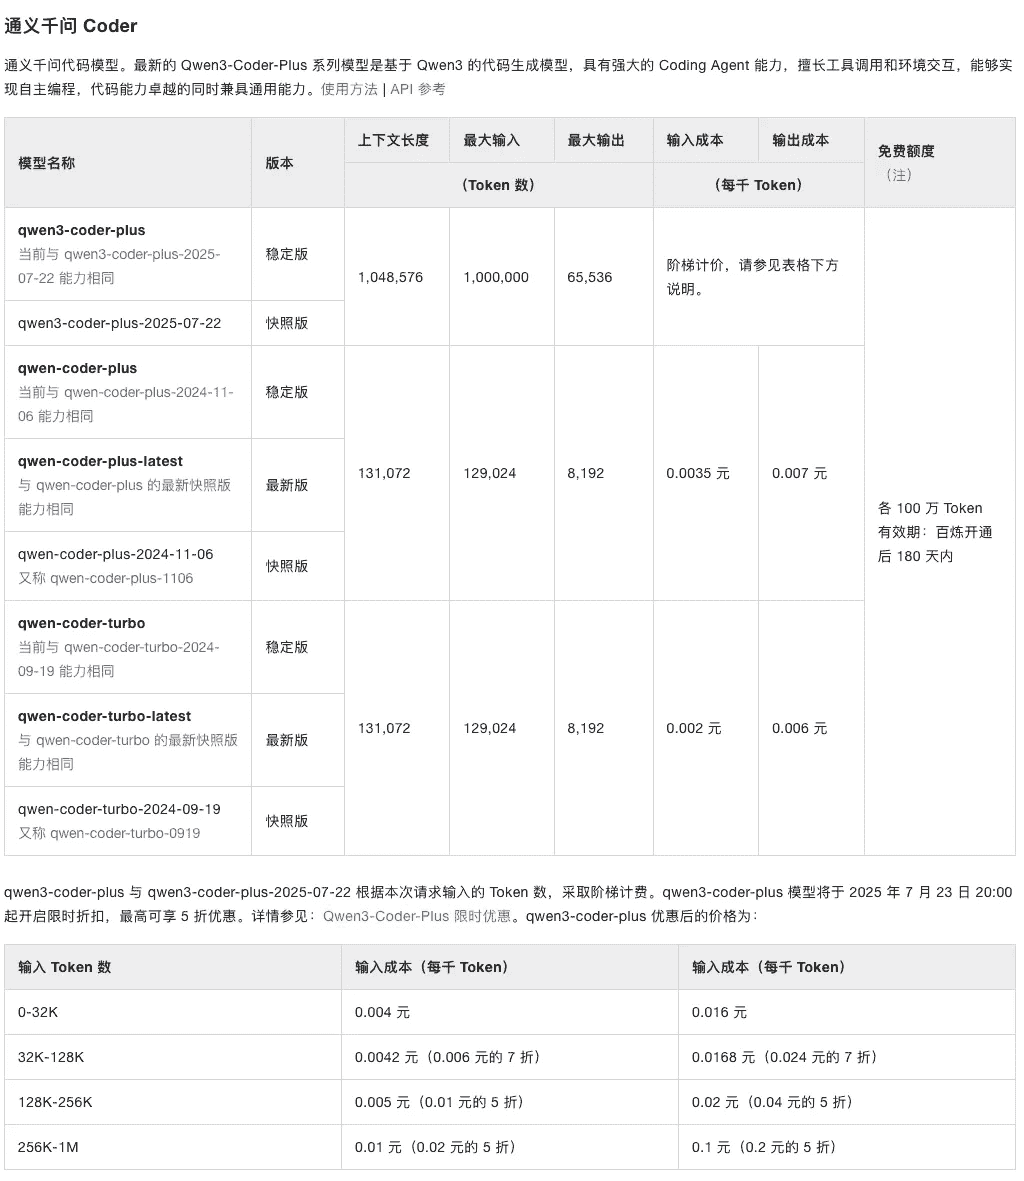 通义千问 Coder
通义千问代码模型。最新的 Qwen3-Coder-Plus 系列模型是基于 Qwen3 的代码生成模型，具有强大的 Coding Agent 能力，擅长工具调用和环境交互，能够实
现自主编程，代码能力卓越的同时兼具通用能力。使用方法 | API 参考
模型名称
版本
上下文长度
最大输入
最大输出
（Token 数）
输入成本
输出成本
（每千 Token）
免费额度
（注）
qwen3-coder-plus
当前与 qwen3-coder-plus-2025-
07-22 能力相同
稳定版
1,048,576
1,000,000
65,536
阶梯计价，请参见表格下方
说明。
qwen3-coder-plus-2025-07-22
快照版
qwen-coder-plus
当前与 qwen-coder-plus-2024-11-
06 能力相同
稳定版
qwen-coder-plus-latest
与 qwen-coder-plus 的最新快照版
能力相同
最新版
131,072
129,024
8,192
0.0035 元
0.007 元
qwen-coder-plus-2024-11-06
又称 qwen-coder-plus-1106
快照版
各 100 万 Token
有效期：百炼开通
后 180 天内
qwen-coder-turbo
当前与 qwen-coder-turbo-2024-
09-19 能力相同
稳定版
qwen-coder-turbo-latest
与 qwen-coder-turbo 的最新快照版
能力相同
最新版
131,072
129,024
8,192
0.002 元
0.006 元
qwen-coder-turbo-2024-09-19
又称 qwen-coder-turbo-0919
快照版
qwen3-coder-plus 与 qwen3-coder-plus-2025-07-22 根据本次请求输入的 Token 数，采取阶梯计费。qwen3-coder-plus 模型将于 2025 年 7 月 23 日 20:00
起开启限时折扣，最高可享 5 折优惠。详情参见：Qwen3-Coder-Plus 限时优惠。qwen3-coder-plus 优惠后的价格为：
输入 Token 数
输入成本（每千 Token）
输入成本（每千 Token）
0-32K
0.004 元
0.016 元
32K-128K
0.0042 元（0.006 元的 7 折）
0.0168 元（0.024 元的 7 折）
128K-256K
0.005 元（0.01 元的 5 折）
0.02 元（0.04 元的 5 折）
256K-1M
0.01 元（0.02 元的 5 折）
0.1 元（0.2 元的 5 折）